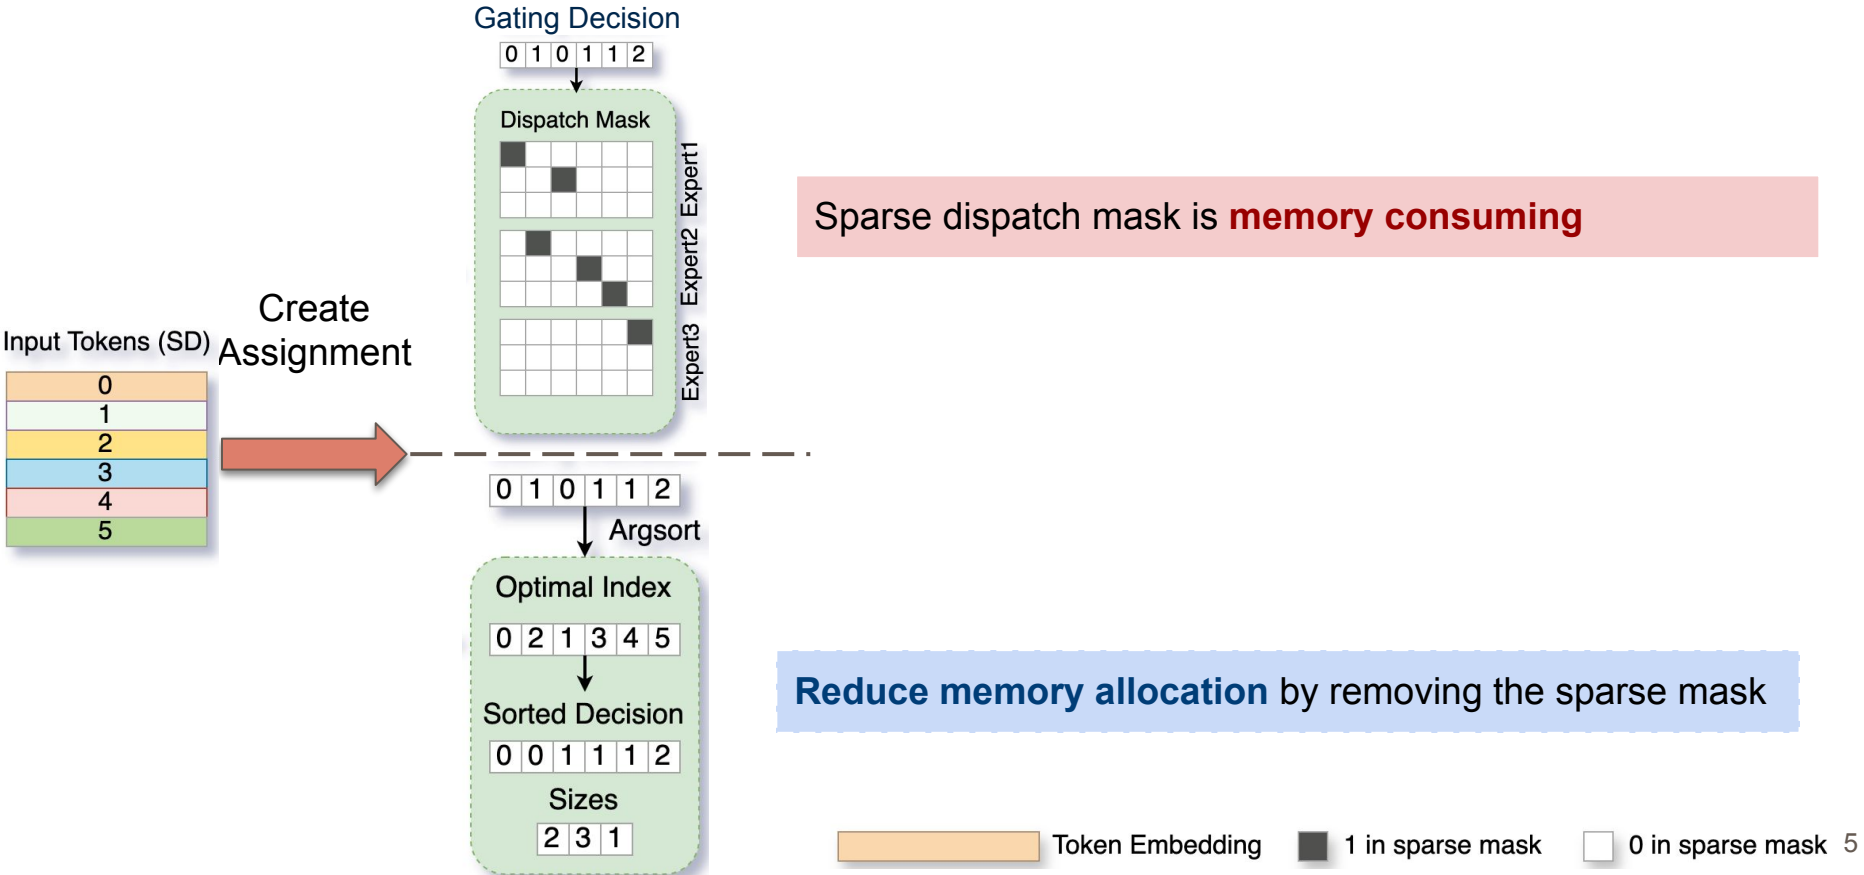 Gating Decision
0 1 0 1 1 2
Dispatch Mask
Expert1
Expert2
Expert3
Sparse dispatch mask is memory consuming
Create
Assignment
Input Tokens (SD)
0
1
2
3
4
5
0 1 0 1 1 2
Argsort
Optimal Index
0 2 1 3 4 5
Sorted Decision
0 0 1 1 1 2
Sizes
2 3 1
Reduce memory allocation by removing the sparse mask
Token Embedding
1 in sparse mask
0 in sparse mask
5